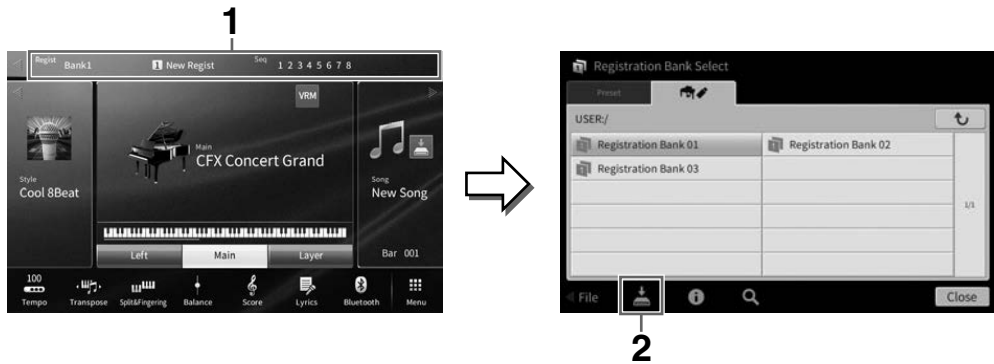 1
Regist Bank1 1 New Regist Seq 1 2 3 4 5 6 7 8
VRM
Main
CFX Concert Grand
Style
Cool 8Beat
Song
New Song
Left Main Layer Bar 001
100
Tempo Transpose Split&Fingering Balance Score Lyrics Bluetooth Menu
Registration Bank Select
Preset
USER:/
Registration Bank 01 Registration Bank 02
Registration Bank 03
1/1
File Close
2